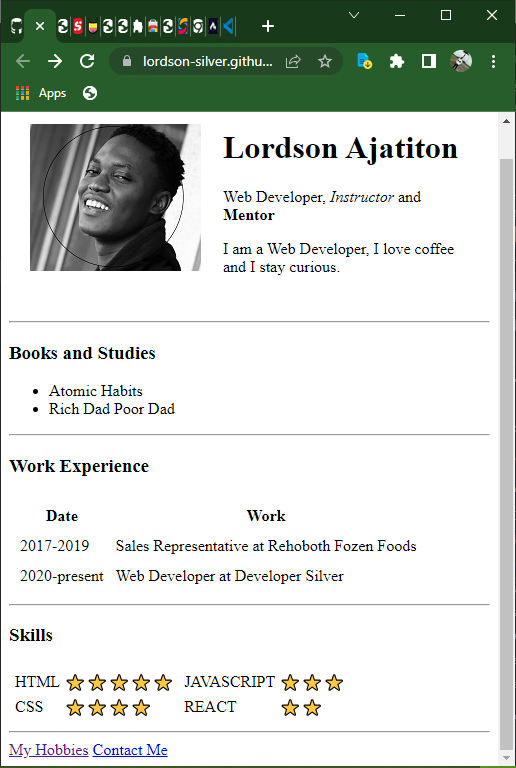 lordson-silver.githu...
Apps
Lordson Ajatiton
Web Developer, Instructor and
Mentor
I am a Web Developer, I love coffee
and I stay curious.
Books and Studies
Atomic Habits
Rich Dad Poor Dad
Work Experience
Date Work
2017-2019 Sales Representative at Rehoboth Fozen Foods
2020-present Web Developer at Developer Silver
Skills
HTML JAVASCRIPT
CSS REACT
My Hobbies Contact Me